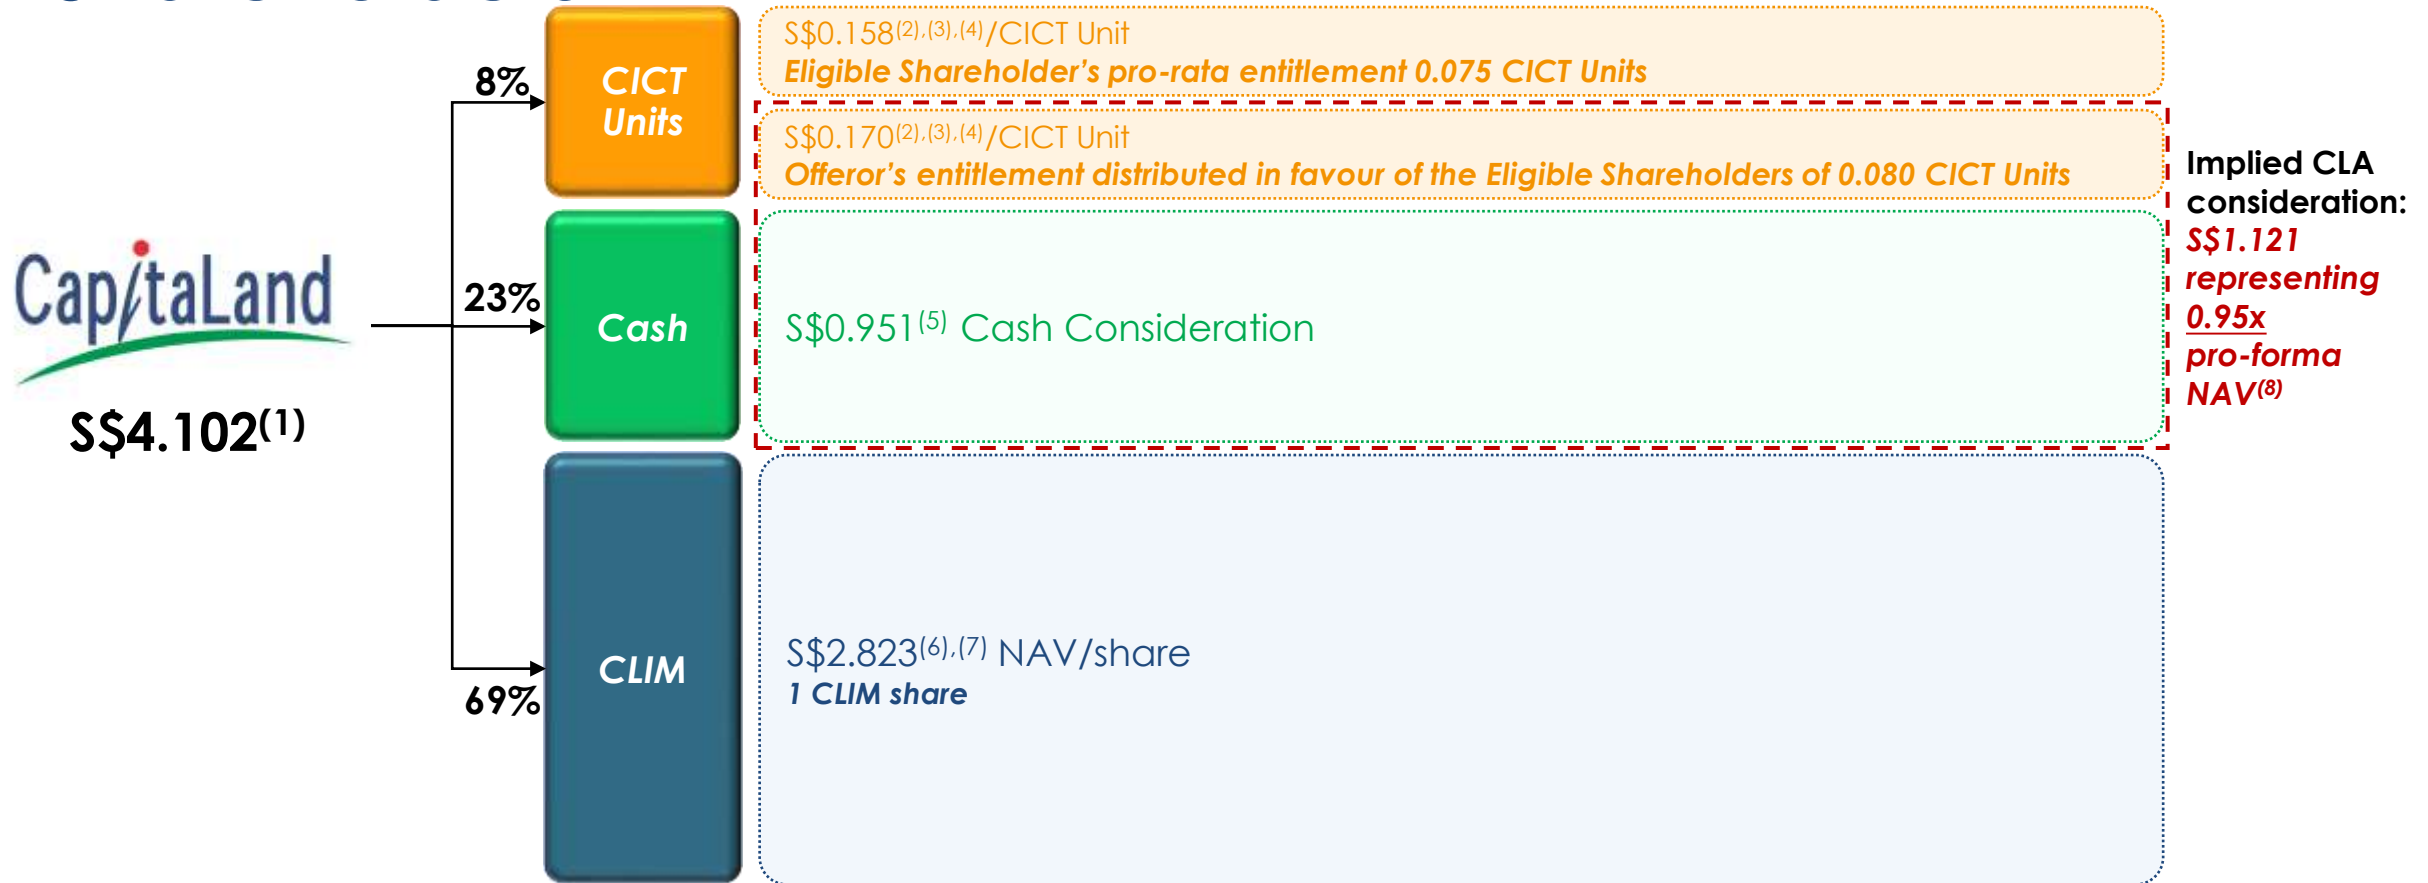 8%
CICT
Units
S$0.158(2),(3),(4)/CICT Unit
Eligible Shareholder's pro-rata entitlement 0.075 CICT Units
S$0.170(2),(3),(4)/CICT Unit
Offeror's entitlement distributed in favour of the Eligible Shareholders of 0.080 CICT Units
Implied CLA
consideration:
S$1.121
representing
0.95x
pro-forma
NAV(8)
CapitaLand
S$4.102(1)
23%
Cash
S$0.951(5) Cash Consideration
69%
CLIM
S$2.823(6),(7) NAV/share
1 CLIM share